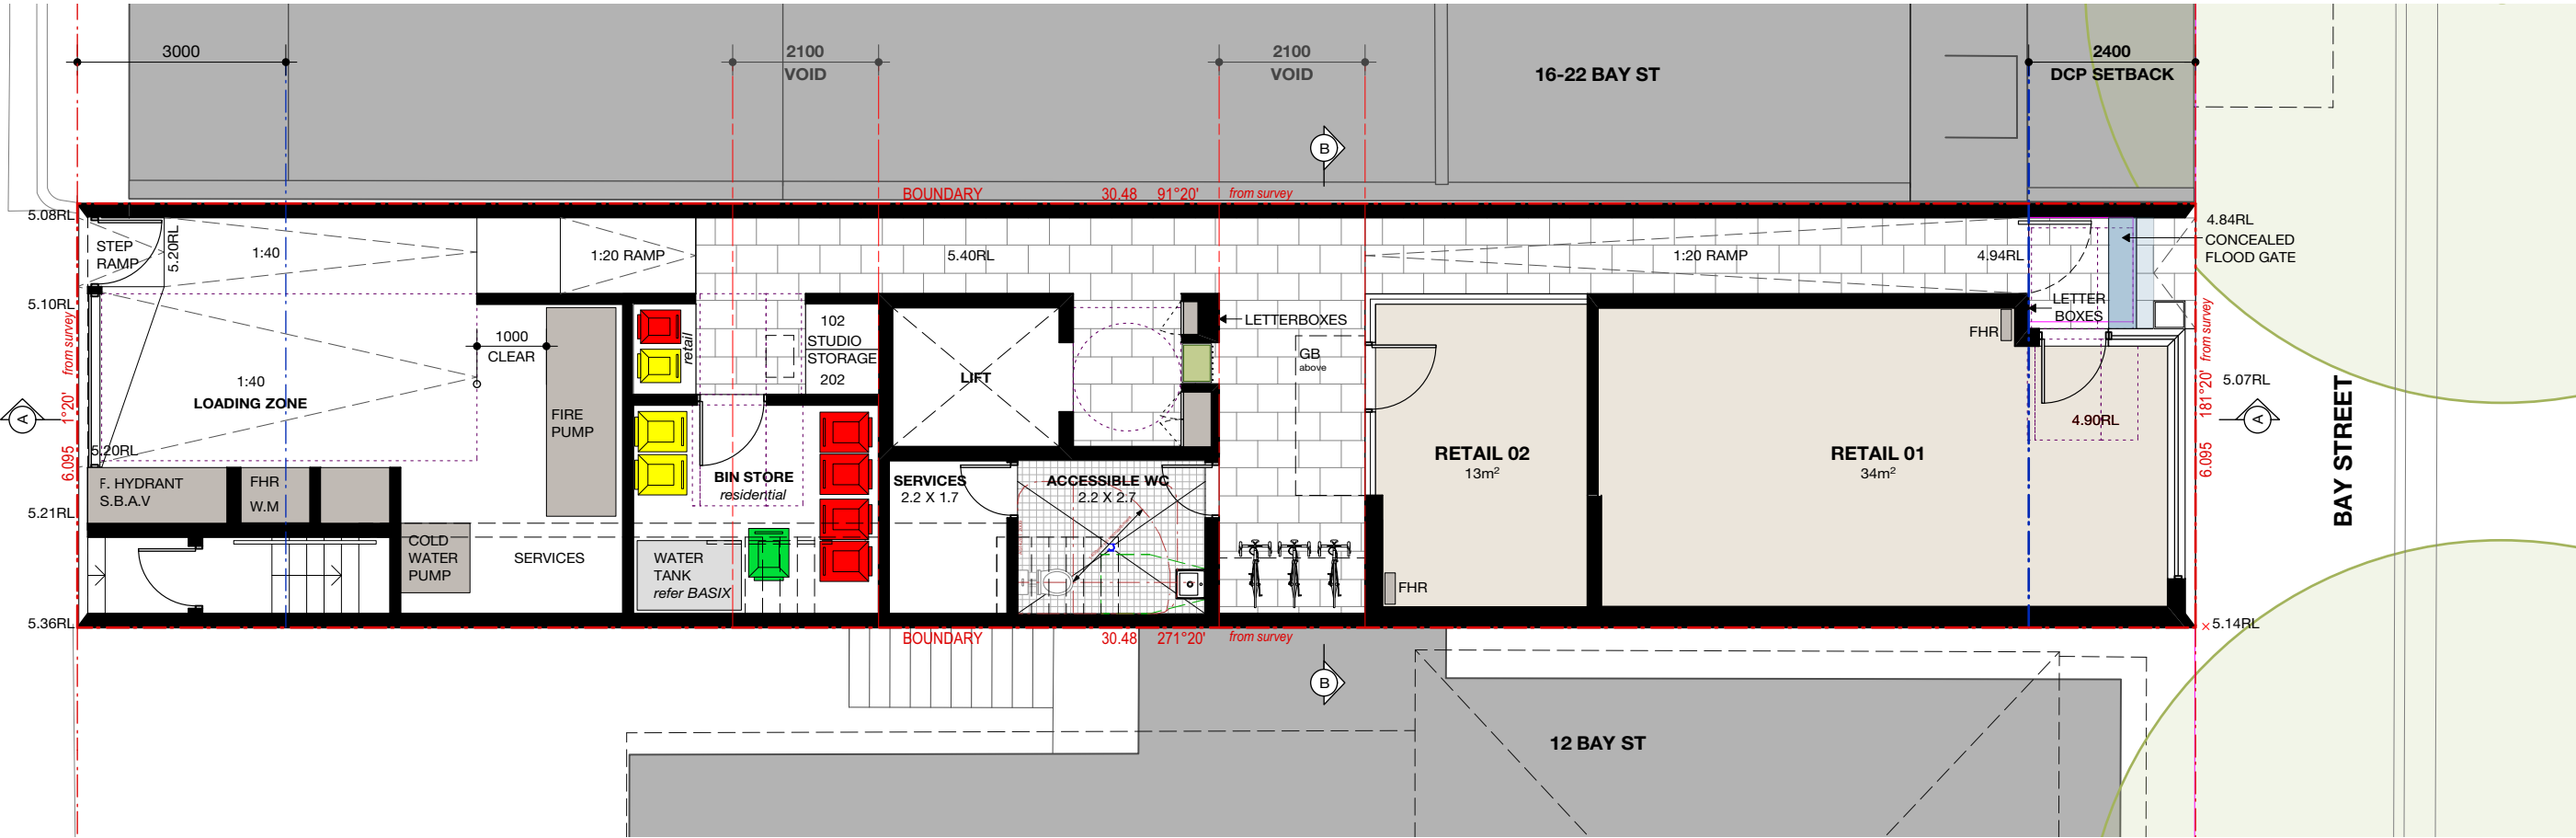 3000
2100
VOID
2100
VOID
16-22 BAY ST
2400
DCP SETBACK
B
BOUNDARY 30.48 91°20' from survey
5.08RL
STEP
RAMP
5.20RL
1:40
1:20 RAMP
5.40RL
1:20 RAMP
4.94RL
4.84RL
CONCEALED
FLOOD GATE
5.10RL
from survey
1°20'
6.095
A
1:40
LOADING ZONE
1000
CLEAR
FIRE
PUMP
retail
102
STUDIO
STORAGE
202
LIFT
LETTERBOXES
GB
above
LETTER
BOXES
FHR
RETAIL 02
13m²
RETAIL 01
34m²
4.90RL
from survey
181°20'
6.095
5.07RL
A
BAY STREET
5.20RL
F. HYDRANT
S.B.A.V
FHR
W.M
BIN STORE
residential
SERVICES
2.2 X 1.7
ACCESSIBLE WC
2.2 X 2.7
5.21RL
COLD
WATER
PUMP
SERVICES
WATER
TANK
refer BASIX
FHR
5.36RL
5.14RL
BOUNDARY 30.48 271°20' from survey
B
12 BAY ST